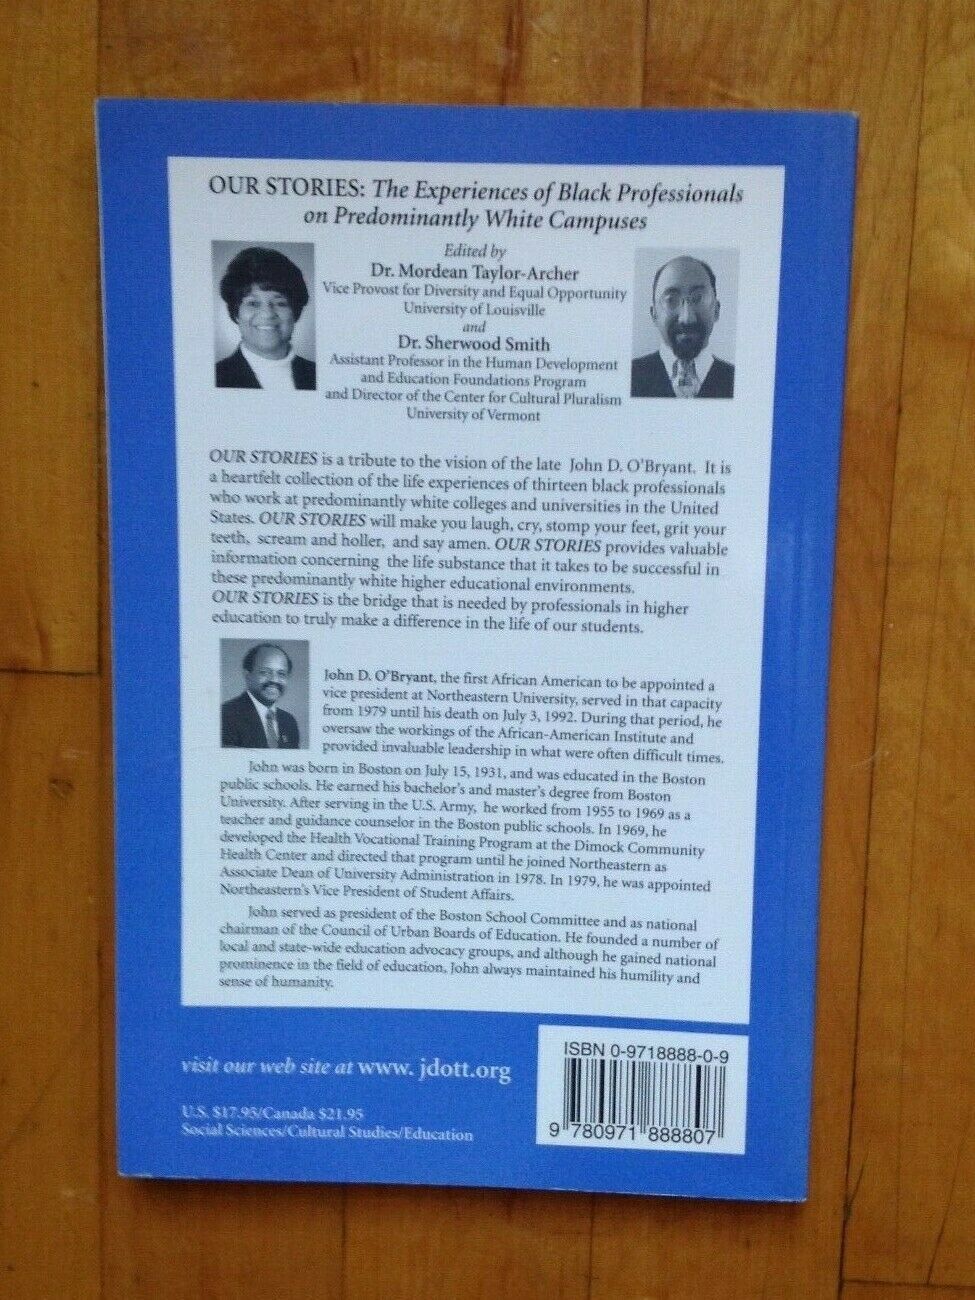 OUR STORIES: The Experiences of Black Professionals
on Predominantly White Campuses
Edited by
Dr. Mordean Taylor-Archer
Vice Provost for Diversity and Equal Opportunity
University of Louisville
and
Dr. Sherwood Smith
Assistant Professor in the Human Development
and Education Foundations Program
and Director of the Center for Cultural Pluralism
University of Vermont
OUR STORIES is a tribute to the vision of the late John D. O'Bryant. It is
a heartfelt collection of the life experiences of thirteen black professionals
who work at predominantly white colleges and universities in the United
States. OUR STORIES will make you laugh, cry, stomp your feet, grit your
teeth, scream and holler, and say amen. OUR STORIES provides valuable
information concerning the life substance that it takes to be successful in
these predominantly white higher educational environments.
OUR STORIES is the bridge that is needed by professionals in higher
education to truly make a difference in the life of our students.
John D. O'Bryant, the first African American to be appointed a
vice president at Northeastern University, served in that capacity
from 1979 until his death on July 3, 1992. During that period, he
oversaw the workings of the African-American Institute and
provided invaluable leadership in what were often difficult times.
John was born in Boston on July 15, 1931, and was educated in the Boston
public schools. He earned his bachelor's and master's degree from Boston
University. After serving in the U.S. Army, he worked from 1955 to 1969 as a
teacher and guidance counselor in the Boston public schools. In 1969, he
developed the Health Vocational Training Program at the Dimock Community
Health Center and directed that program until he joined Northeastern as
Associate Dean of University Administration in 1978. In 1979, he was appointed
Northeastern's Vice President of Student Affairs.
John served as president of the Boston School Committee and as national
chairman of the Council of Urban Boards of Education. He founded a number of
local and state-wide education advocacy groups, and although he gained national
prominence in the field of education, John always maintained his humility and
sense of humanity.
visit our web site at www. jdott.org
U.S. $17.95/Canada $21.95
Social Sciences/Cultural Studies/Education
ISBN 0-9718888-0-9
9 780971 888807